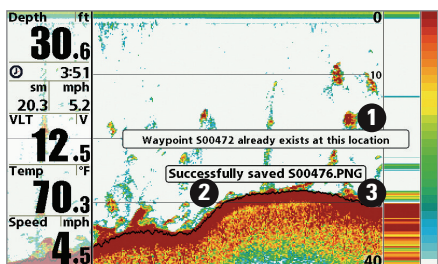 Depth ft
30.6
3:51
sm mph
20.3 5.2
VLT V
12.5
Temp °F
70.3
Speed mph
4.5
0
10
1
Waypoint S00472 already exists at this location
Successfully saved S00476.PNG
2
3
40